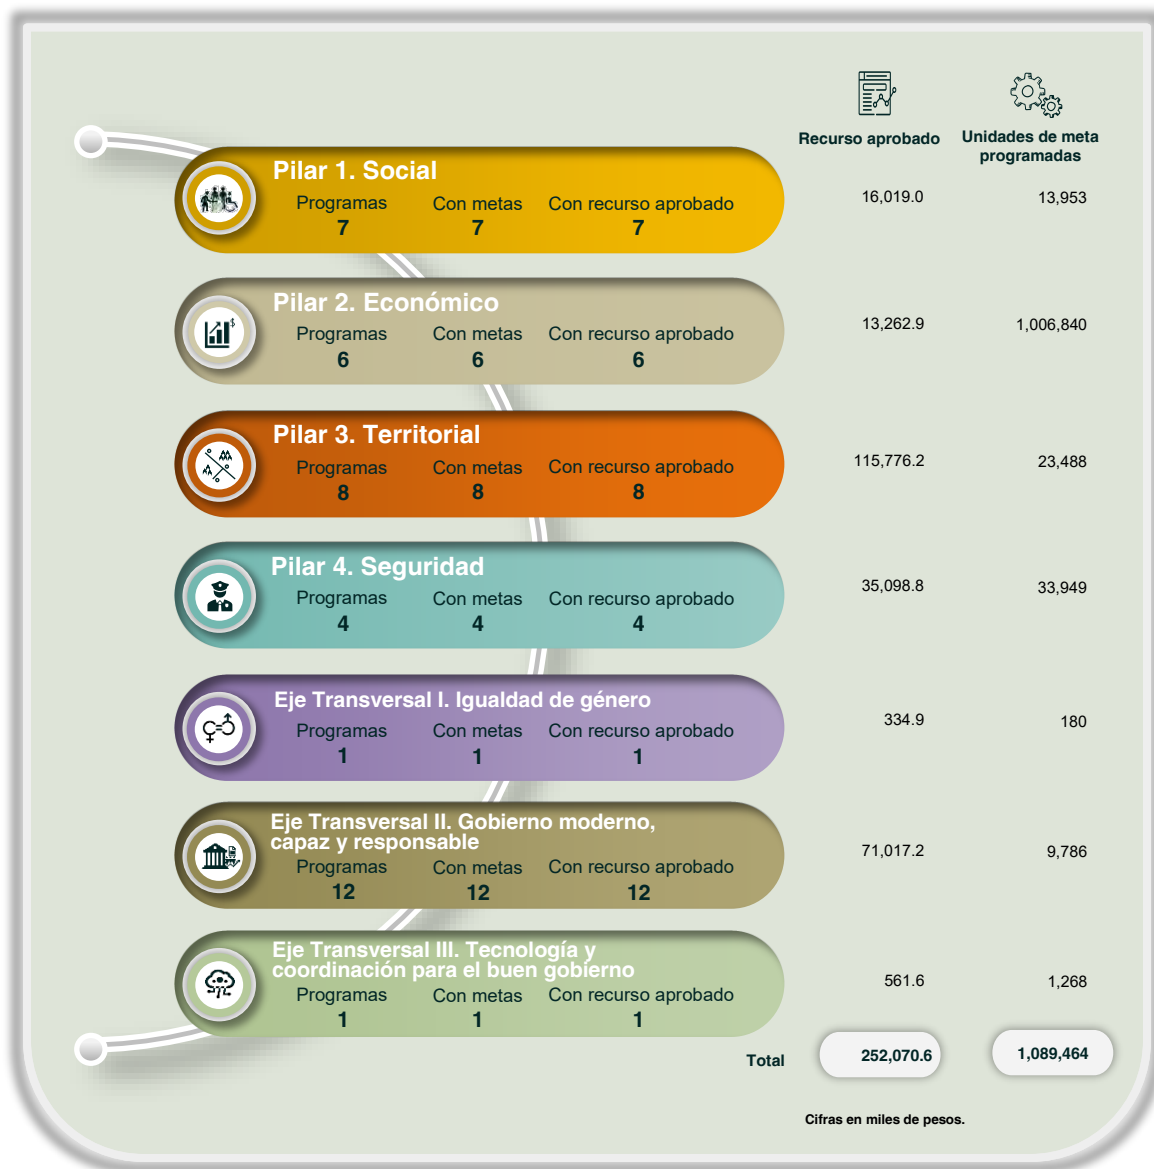 Recurso aprobado
Unidades de meta
programadas
Pilar 1. Social
Programas Con metas Con recurso aprobado
7 7 7
16,019.0 13,953
Pilar 2. Económico
Programas Con metas Con recurso aprobado
6 6 6
13,262.9 1,006,840
Pilar 3. Territorial
Programas Con metas Con recurso aprobado
8 8 8
115,776.2 23,488
Pilar 4. Seguridad
Programas Con metas Con recurso aprobado
4 4 4
35,098.8 33,949
Eje Transversal I. Igualdad de género
Programas Con metas Con recurso aprobado
1 1 1
334.9 180
Eje Transversal II. Gobierno moderno,
capaz y responsable
Programas Con metas Con recurso aprobado
12 12 12
71,017.2 9,786
Eje Transversal III. Tecnología y
coordinación para el buen gobierno
Programas Con metas Con recurso aprobado
1 1 1
561.6 1,268
Total 252,070.6 1,089,464
Cifras en miles de pesos.